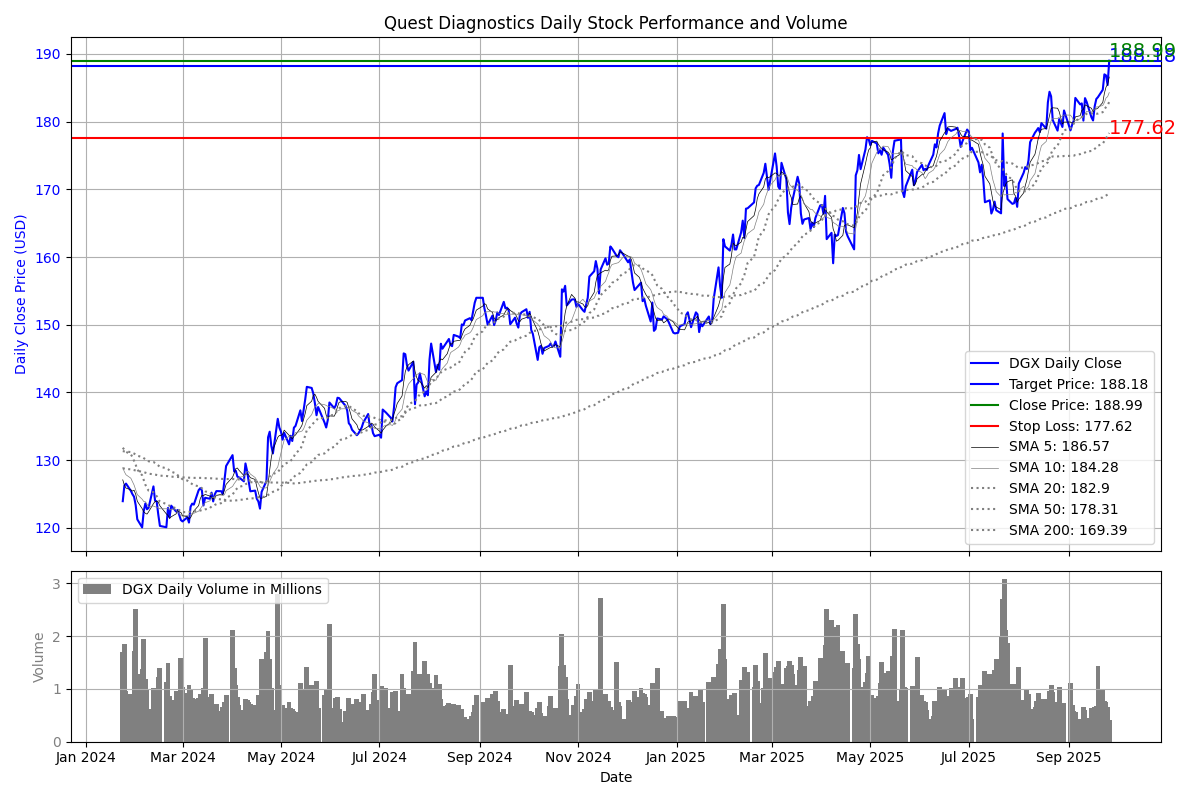 Quest Diagnostics Daily Stock Performance and Volume
Daily Close Price (USD)
190
180
170
160
150
140
130
120
188.99
188.18
177.62
DGX Daily Close
Target Price: 188.18
Close Price: 188.99
Stop Loss: 177.62
SMA 5: 186.57
SMA 10: 184.28
SMA 20: 182.9
SMA 50: 178.31
SMA 200: 169.39
Volume
3
2
1
0
DGX Daily Volume in Millions
Jan 2024
Mar 2024
May 2024
Jul 2024
Sep 2024
Nov 2024
Jan 2025
Mar 2025
May 2025
Jul 2025
Sep 2025
Date